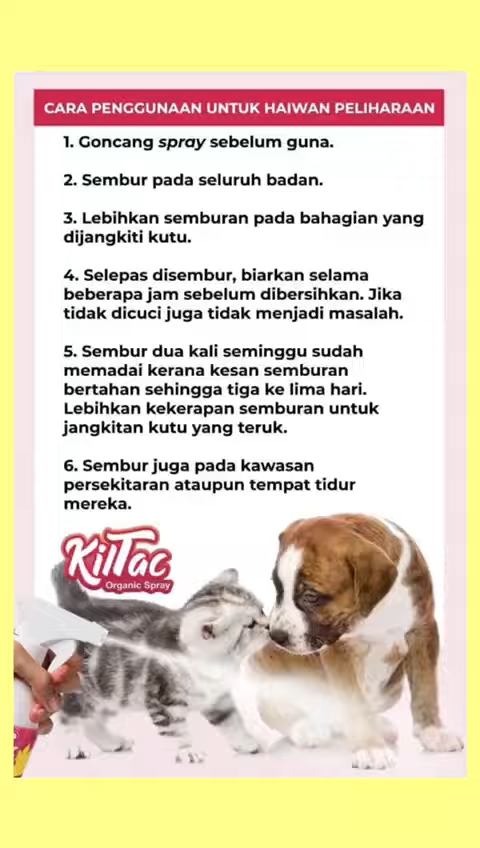 CARA PENGGUNAAN UNTUK HAIWAN PELIHARAAN
1. Goncang spray sebelum guna.
2. Sembur pada seluruh badan.
3. Lebihkan semburan pada bahagian yang
dijangkiti kutu.
4. Selepas disembur, biarkan selama
beberapa jam sebelum dibersihkan. Jika
tidak dicuci juga tidak menjadi masalah.
5. Sembur dua kali seminggu sudah
memadai kerana kesan semburan
bertahan sehingga tiga ke lima hari.
Lebihkan kekerapan semburan untuk
jangkitan kutu yang teruk.
6. Sembur juga pada kawasan
persekitaran ataupun tempat tidur
mereka.
KilTac
Organic Spray